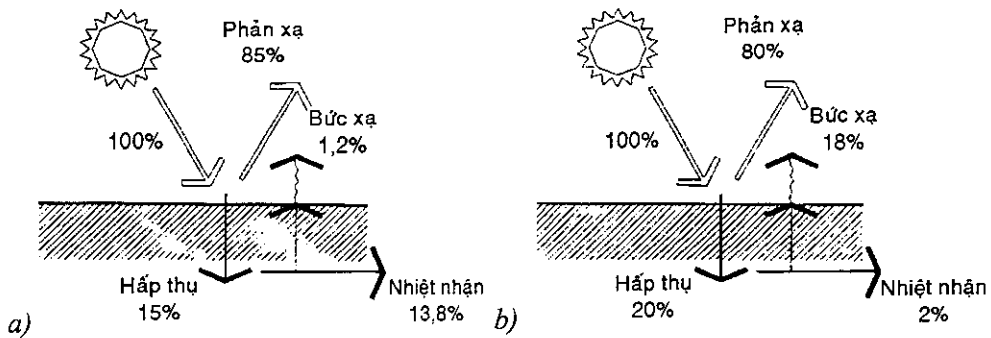 Phản xạ
85%
Bức xạ
1,2%
100%
Hấp thụ
15%
Nhiệt nhận
13,8%
a)
Phản xạ
80%
Bức xạ
18%
100%
Hấp thụ
20%
Nhiệt nhận
2%
b)